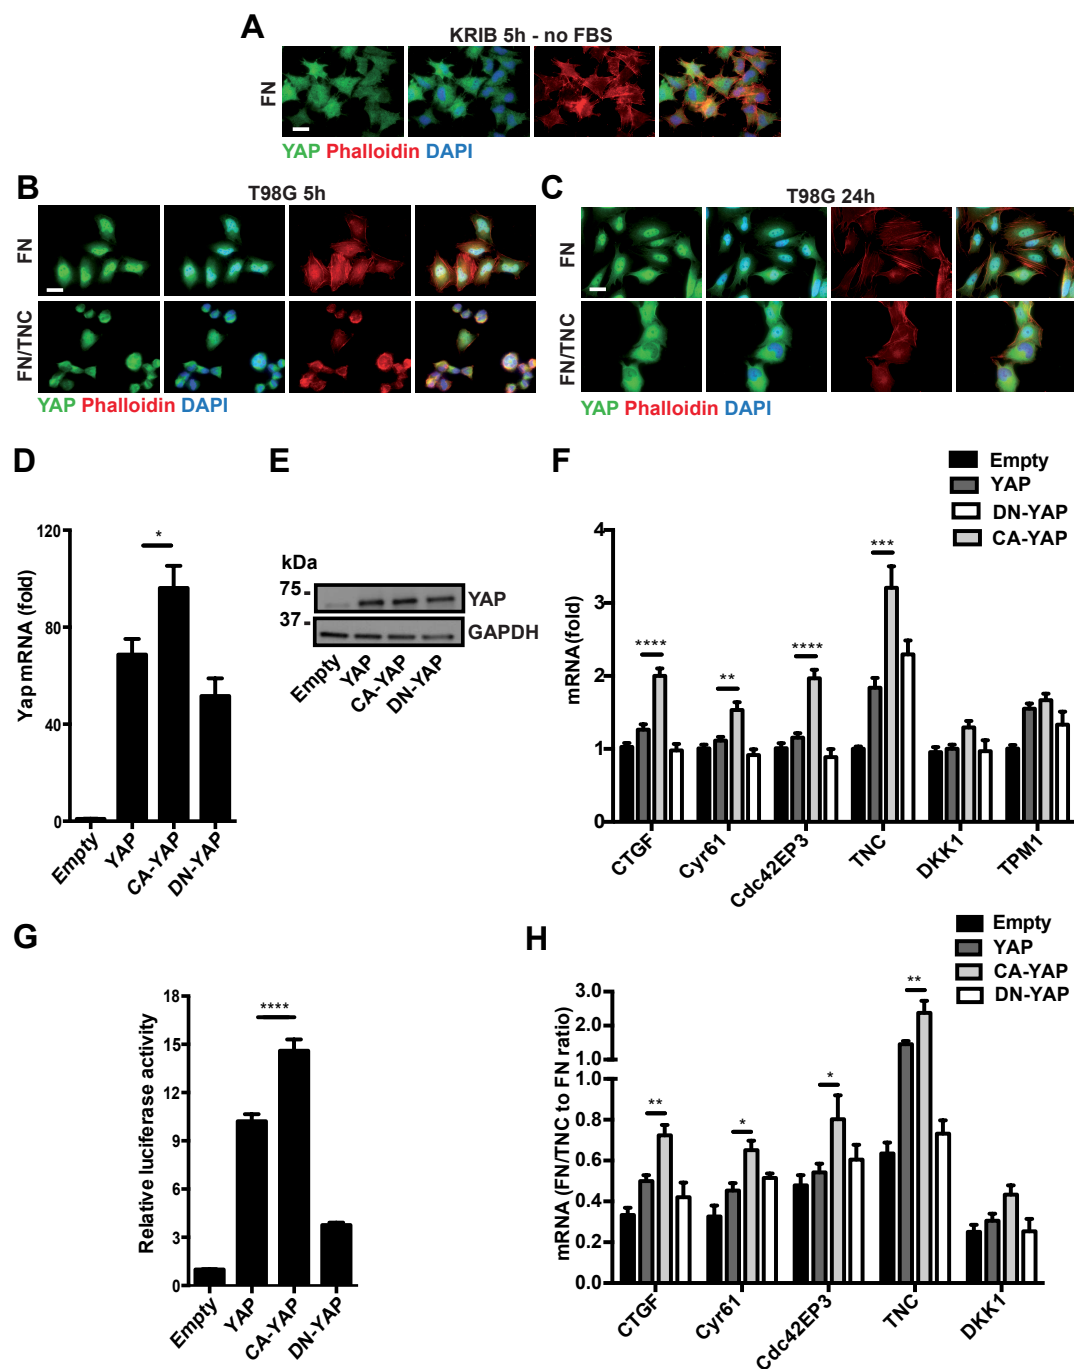 A
KRIB 5h - no FBS
FN
YAP Phalloidin DAPI
B
T98G 5h
FN
FN/TNC
YAP Phalloidin DAPI
C
T98G 24h
FN
FN/TNC
YAP Phalloidin DAPI
D
Yap mRNA (fold)
120
80
40
0
*
Empty
YAP
CA-YAP
DN-YAP
E
kDa
75
37
YAP
GAPDH
Empty
YAP
CA-YAP
DN-YAP
F
Empty
YAP
DN-YAP
CA-YAP
mRNA(fold)
4
3
2
1
0
****
**
****
***
CTGF
Cyr61
Cdc42EP3
TNC
DKK1
TPM1
G
Relative luciferase activity
18
15
12
9
6
3
0
****
Empty
YAP
CA-YAP
DN-YAP
H
Empty
YAP
CA-YAP
DN-YAP
mRNA (FN/TNC to FN ratio)
3.0
2.0
1.0
0.8
0.6
0.4
0.2
0.0
**
*
*
**
CTGF
Cyr61
Cdc42EP3
TNC
DKK1